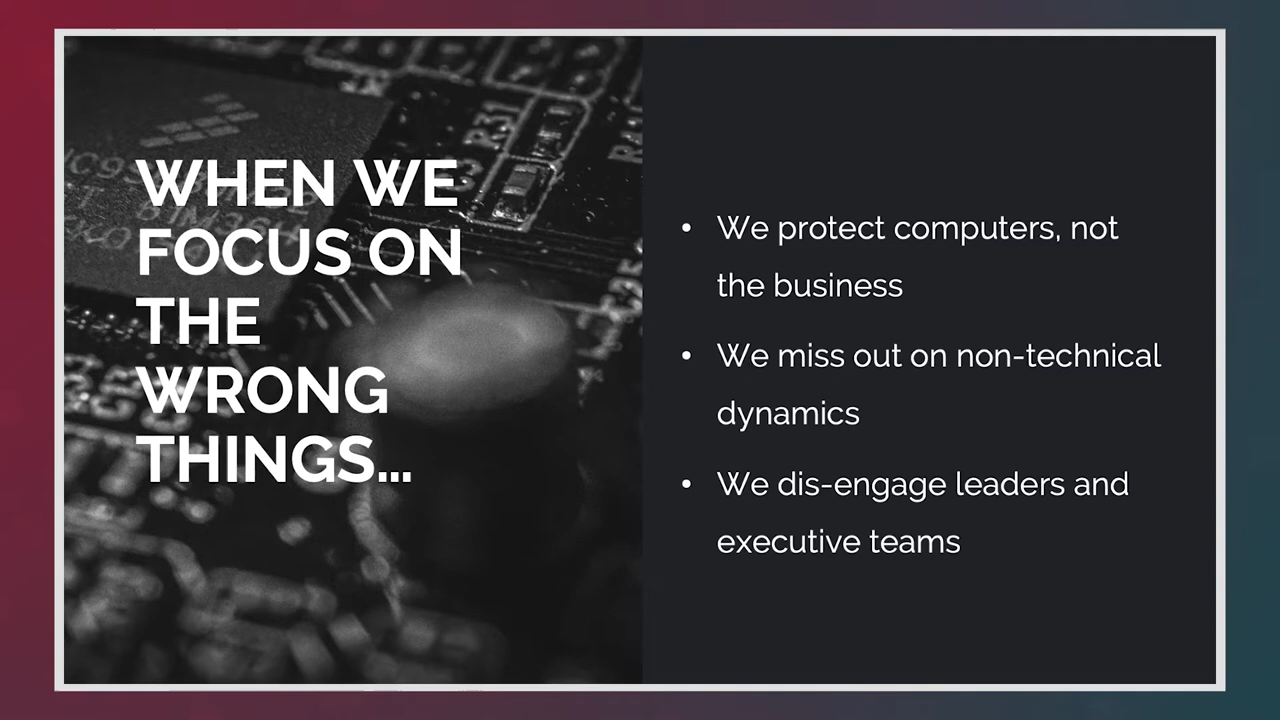 WHEN WE
FOCUS ON
THE
WRONG
THINGS...
• We protect computers, not
the business
• We miss out on non-technical
dynamics
• We dis-engage leaders and
executive teams
R31